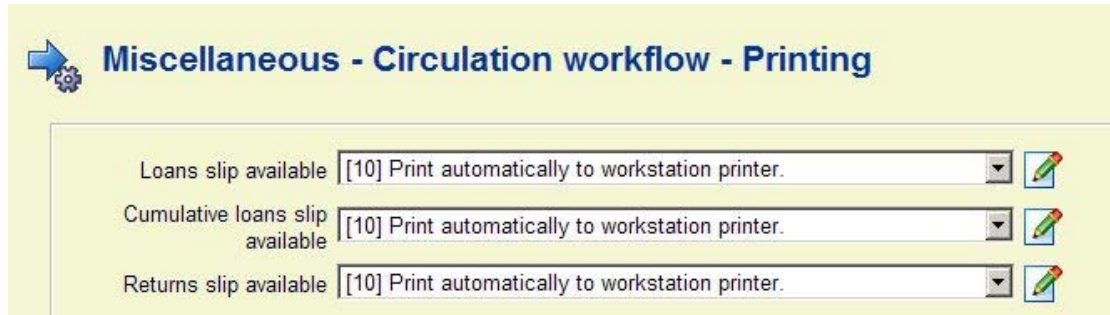 Miscellaneous - Circulation workflow - Printing
Loans slip available [10] Print automatically to workstation printer.
Cumulative loans slip
available [10] Print automatically to workstation printer.
Returns slip available [10] Print automatically to workstation printer.